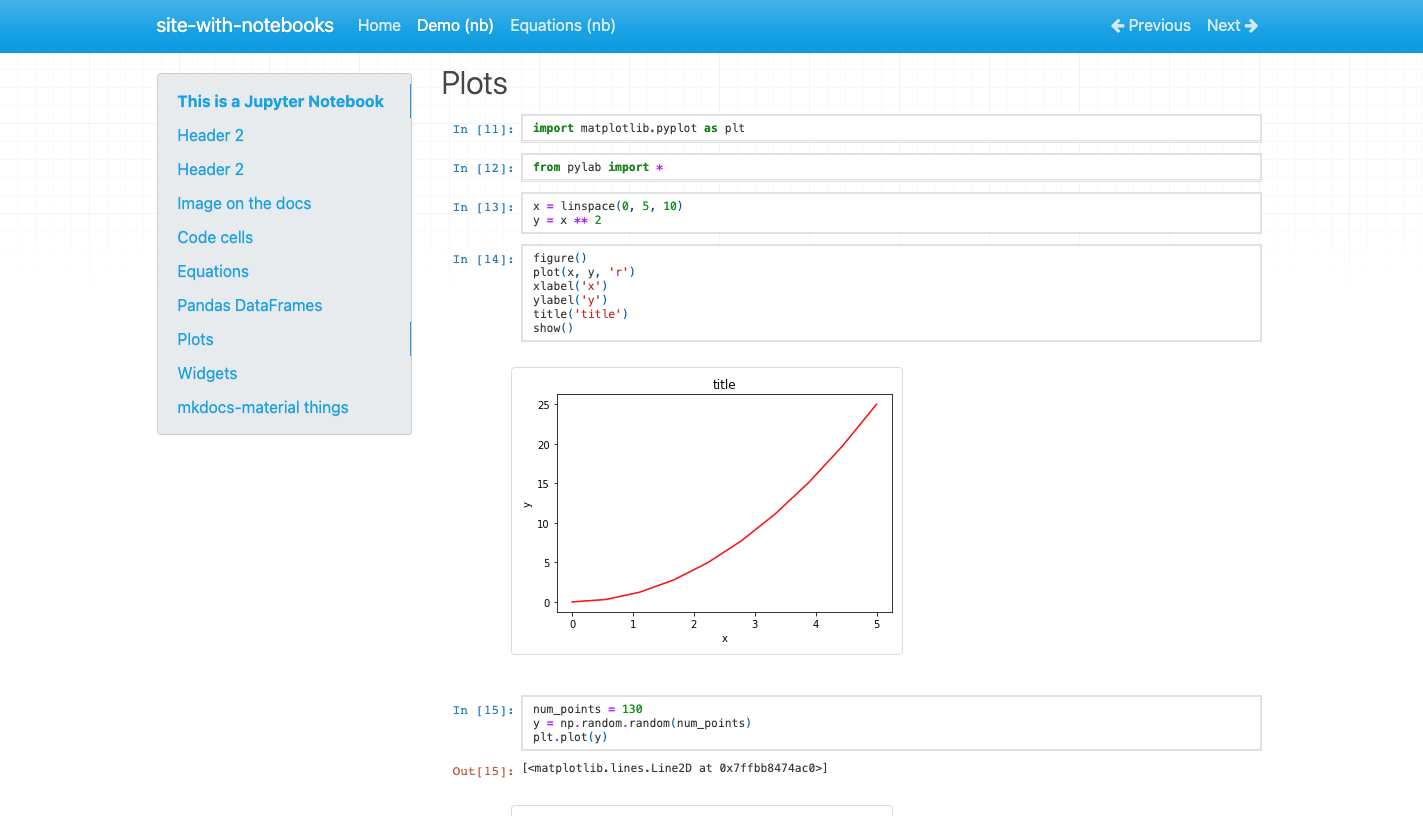 site-with-notebooks Home Demo (nb) Equations (nb) Previous Next
This is a Jupyter Notebook
Header 2
Header 2
Image on the docs
Code cells
Equations
Pandas DataFrames
Plots
Widgets
mkdocs-material things
Plots
In [11]: import matplotlib.pyplot as plt
In [12]: from pylab import *
In [13]: x = linspace(0, 5, 10)
y = x ** 2
In [14]: figure()
plot(x, y, 'r')
xlabel('x')
ylabel('y')
title('title')
show()
title
25
20
15
10
5
0
y
0 1 2 3 4 5
x
In [15]: num_points = 130
y = np.random.random(num_points)
plt.plot(y)
Out[15]: [<matplotlib.lines.Line2D at 0x7ffbb8474ac0>]